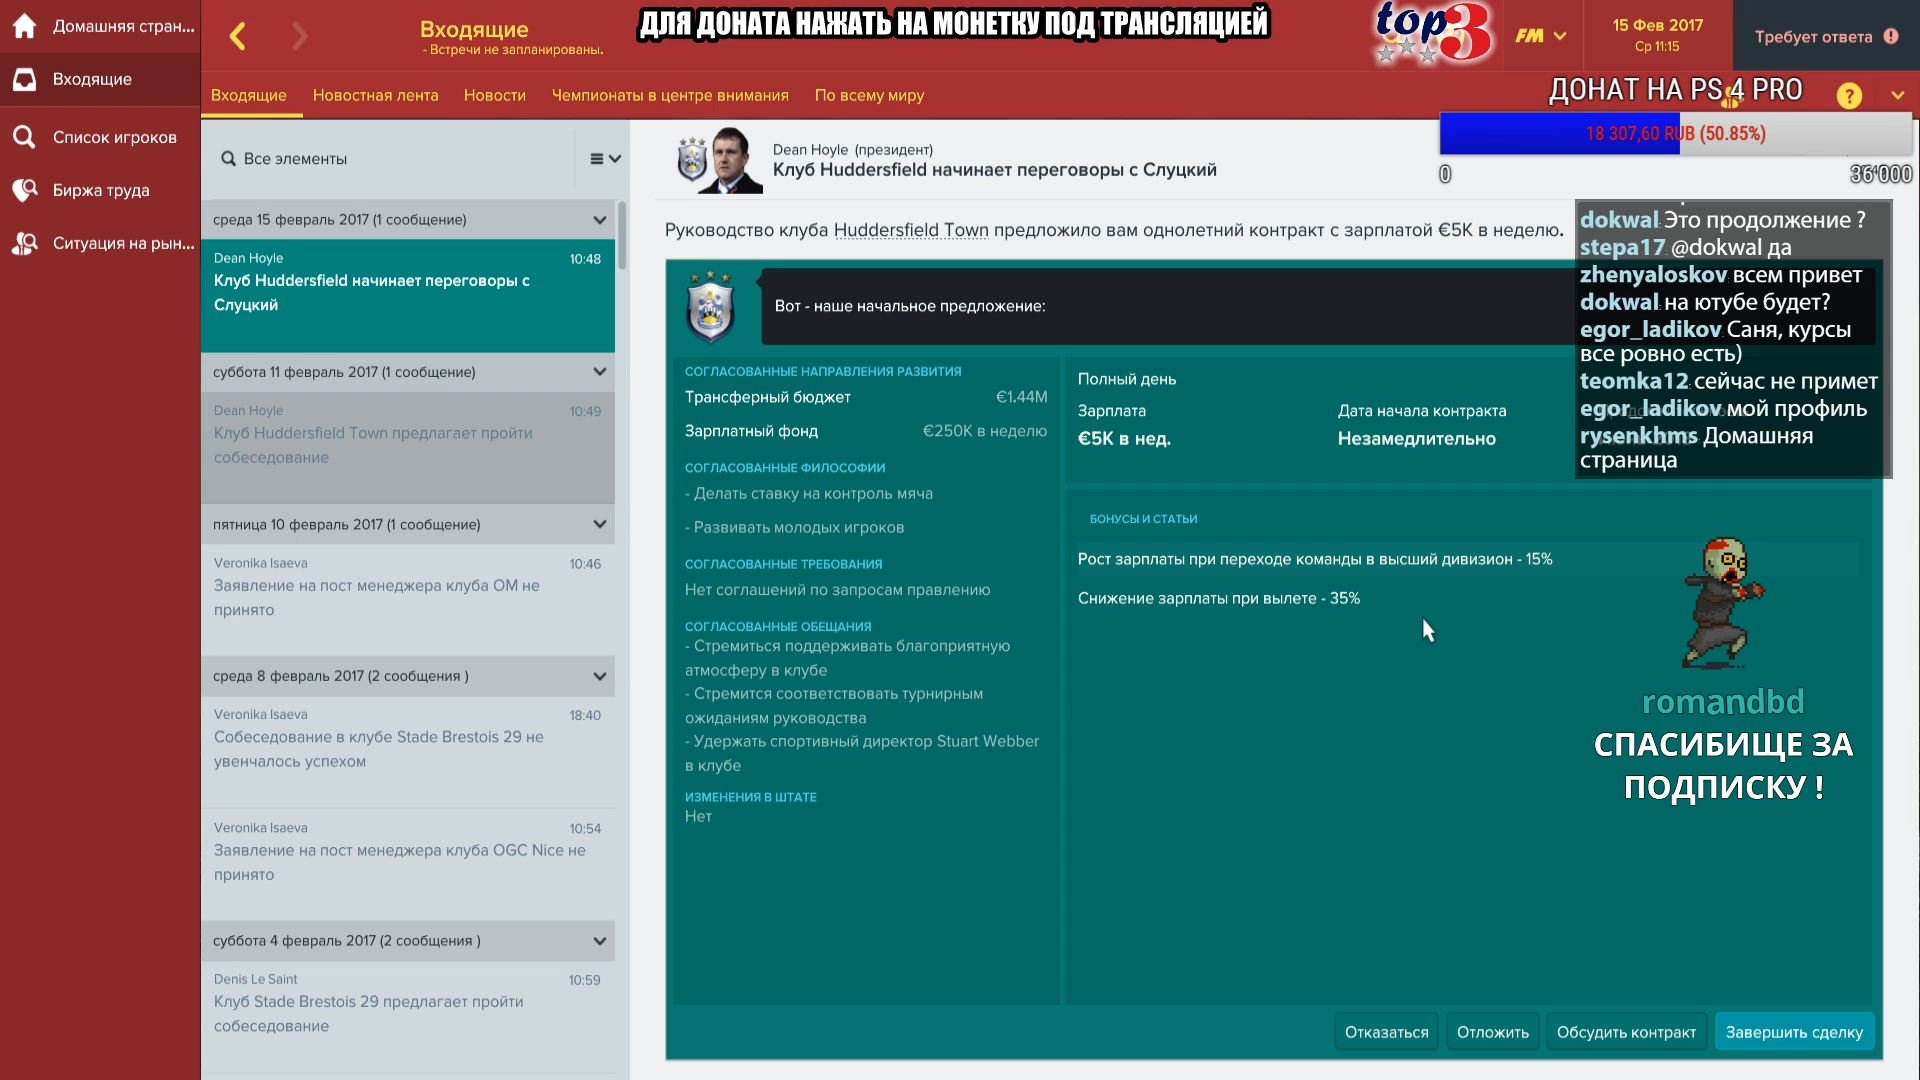 Домашняя стран...
Входящие
Список игроков
Биржа труда
Ситуация на рын...
Входящие
- Встречи не запланированы.
ДЛЯ ДОНАТА НАЖАТЬ НА МОНЕТКУ ПОД ТРАНСЛЯЦИЕЙ
top 3
FM
15 Фев 2017
Ср 11:15
Требует ответа
Входящие
Новостная лента
Новости
Чемпионаты в центре внимания
По всему миру
ДОНАТ НА PS 4 PRO
18 307,60 RUB (50.85%)
0
36'000
Все элементы
среда 15 февраль 2017 (1 сообщение)
Dean Hoyle 10:48
Клуб Huddersfield начинает переговоры с
Слуцкий
суббота 11 февраль 2017 (1 сообщение)
Dean Hoyle 10:49
Клуб Huddersfield Town предлагает пройти
собеседование
пятница 10 февраль 2017 (1 сообщение)
Veronika Isaeva 10:46
Заявление на пост менеджера клуба OM не
принято
среда 8 февраль 2017 (2 сообщения )
Veronika Isaeva 18:40
Собеседование в клубе Stade Brestois 29 не
увенчалось успехом
Veronika Isaeva 10:54
Заявление на пост менеджера клуба OGC Nice не
принято
суббота 4 февраль 2017 (2 сообщения )
Denis Le Saint 10:59
Клуб Stade Brestois 29 предлагает пройти
собеседование
Dean Hoyle (президент)
Клуб Huddersfield начинает переговоры с Слуцкий
Руководство клуба Huddersfield Town предложило вам однолетний контракт с зарплатой €5K в неделю.
Вот - наше начальное предложение:
СОГЛАСОВАННЫЕ НАПРАВЛЕНИЯ РАЗВИТИЯ
Трансферный бюджет €1.44M
Зарплатный фонд €250K в неделю
СОГЛАСОВАННЫЕ ФИЛОСОФИИ
- Делать ставку на контроль мяча
- Развивать молодых игроков
СОГЛАСОВАННЫЕ ТРЕБОВАНИЯ
Нет соглашений по запросам правлению
СОГЛАСОВАННЫЕ ОБЕЩАНИЯ
- Стремиться поддерживать благоприятную
атмосферу в клубе
- Стремится соответствовать турнирным
ожиданиям руководства
- Удержать спортивный директор Stuart Webber
в клубе
ИЗМЕНЕНИЯ В ШТАТЕ
Нет
Полный день
Зарплата
€5K в нед.
Дата начала контракта
Незамедлительно
БОНУСЫ И СТАТЬИ
Рост зарплаты при переходе команды в высший дивизион - 15%
Снижение зарплаты при вылете - 35%
dokwal: Это продолжение ?
stepa17: @dokwal да
zhenyaloskov: всем привет
dokwal: на ютубе будет?
egor_ladikov: Саня, курсы
все ровно есть)
teomka12: сейчас не примет
egor_ladikov: мой профиль
rysenkhms: Домашняя
страница
romandbd
СПАСИБИЩЕ ЗА
ПОДПИСКУ !
Отказаться
Отложить
Обсудить контракт
Завершить сделку